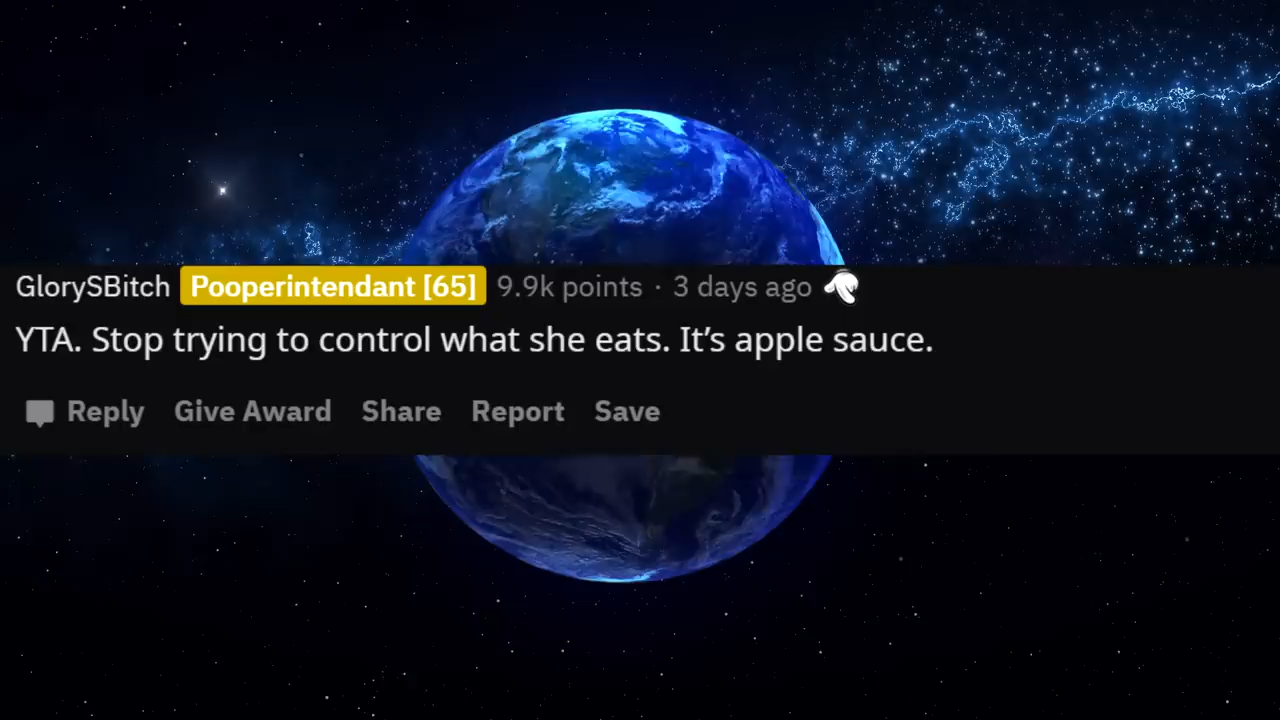 GlorySBitch Pooperintendant [65] 9.9k points · 3 days ago
YTA. Stop trying to control what she eats. It’s apple sauce.
Reply Give Award Share Report Save